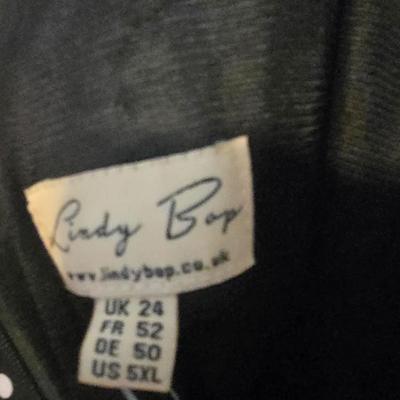 Lindy Bop
www.lindybop.co.uk
UK 24
FR 52
DE 50
US 5XL